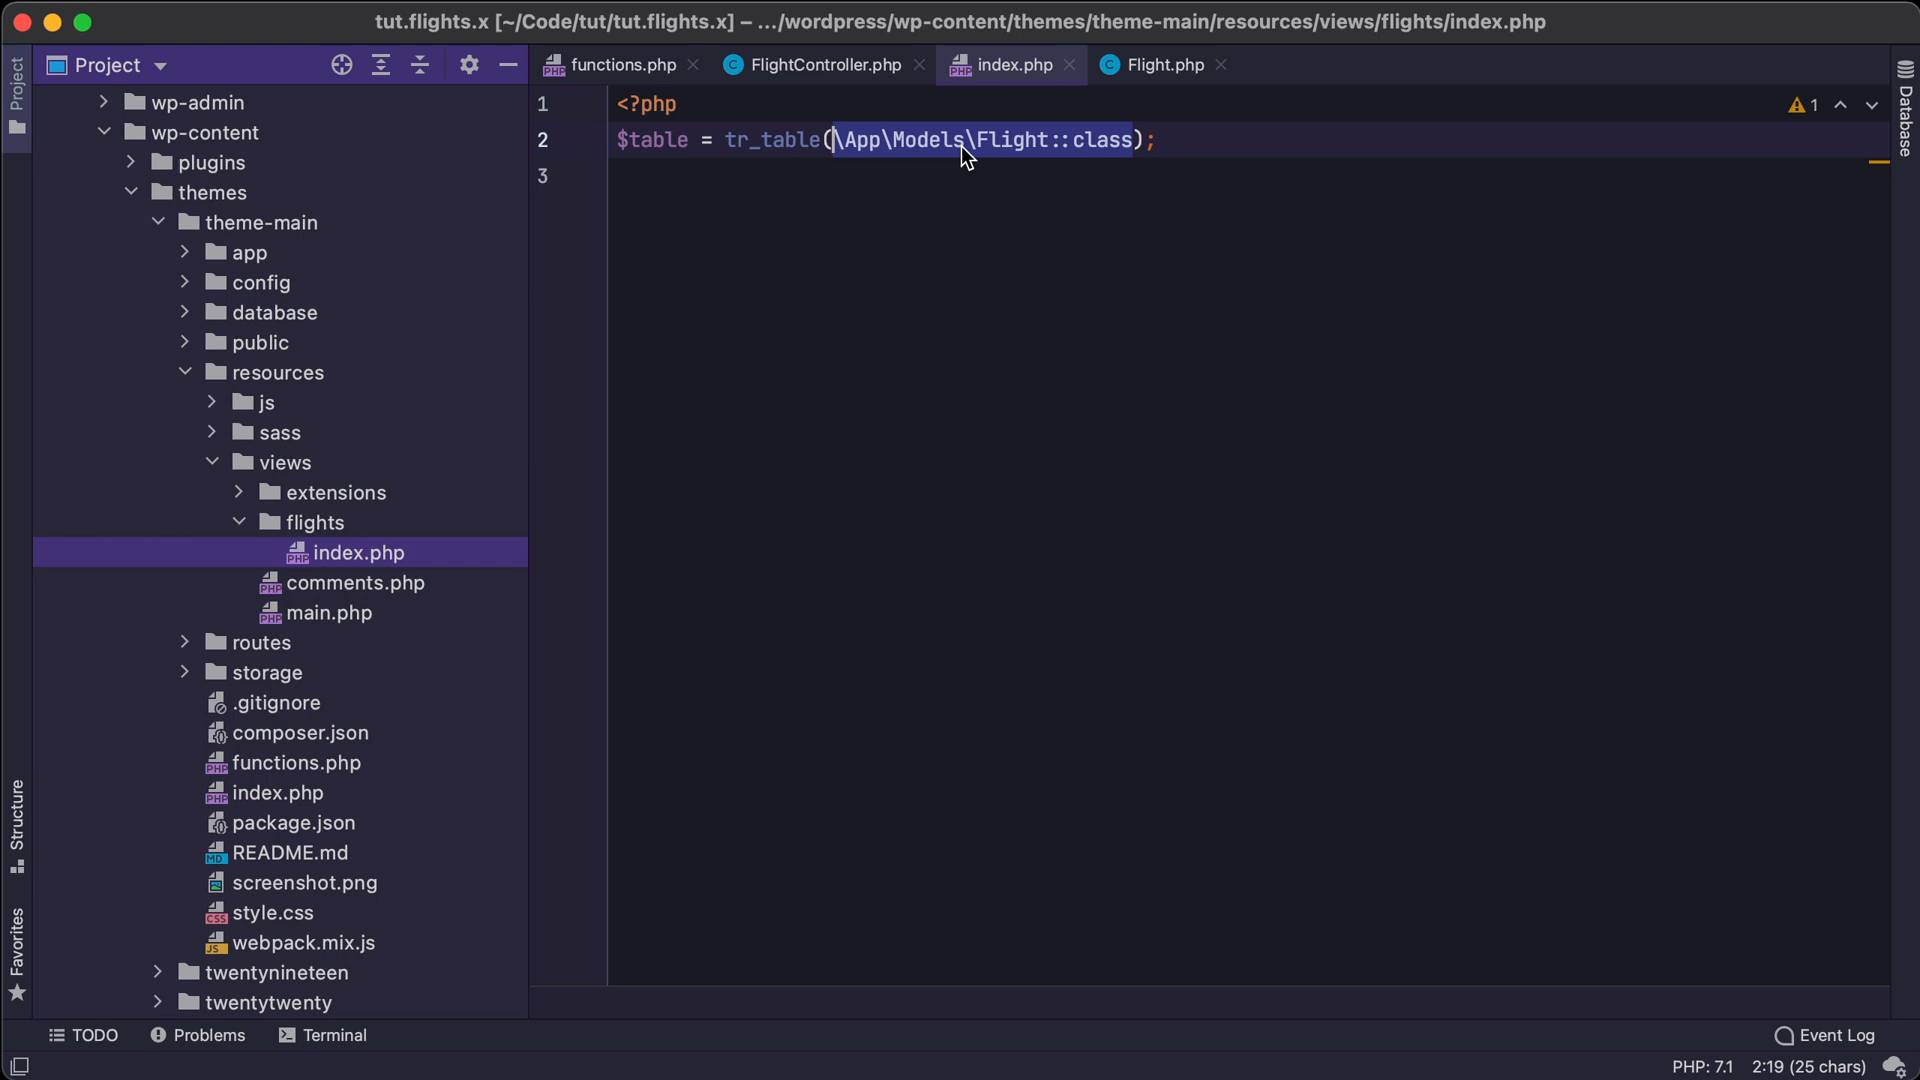 tut.flights.x [~/Code/tut/tut.flights.x] – .../wordpress/wp-content/themes/theme-main/resources/views/flights/index.php
Project
Project
functions.php
FlightController.php
index.php
Flight.php
Database
wp-admin
wp-content
plugins
themes
theme-main
app
config
database
public
resources
js
sass
views
extensions
flights
index.php
comments.php
main.php
routes
storage
.gitignore
composer.json
functions.php
index.php
package.json
README.md
screenshot.png
style.css
webpack.mix.js
twentynineteen
twentytwenty
1 <?php
2 $table = tr_table(\App\Models\Flight::class);
3
1
Structure
Favorites
TODO
Problems
Terminal
Event Log
PHP: 7.1
2:19 (25 chars)